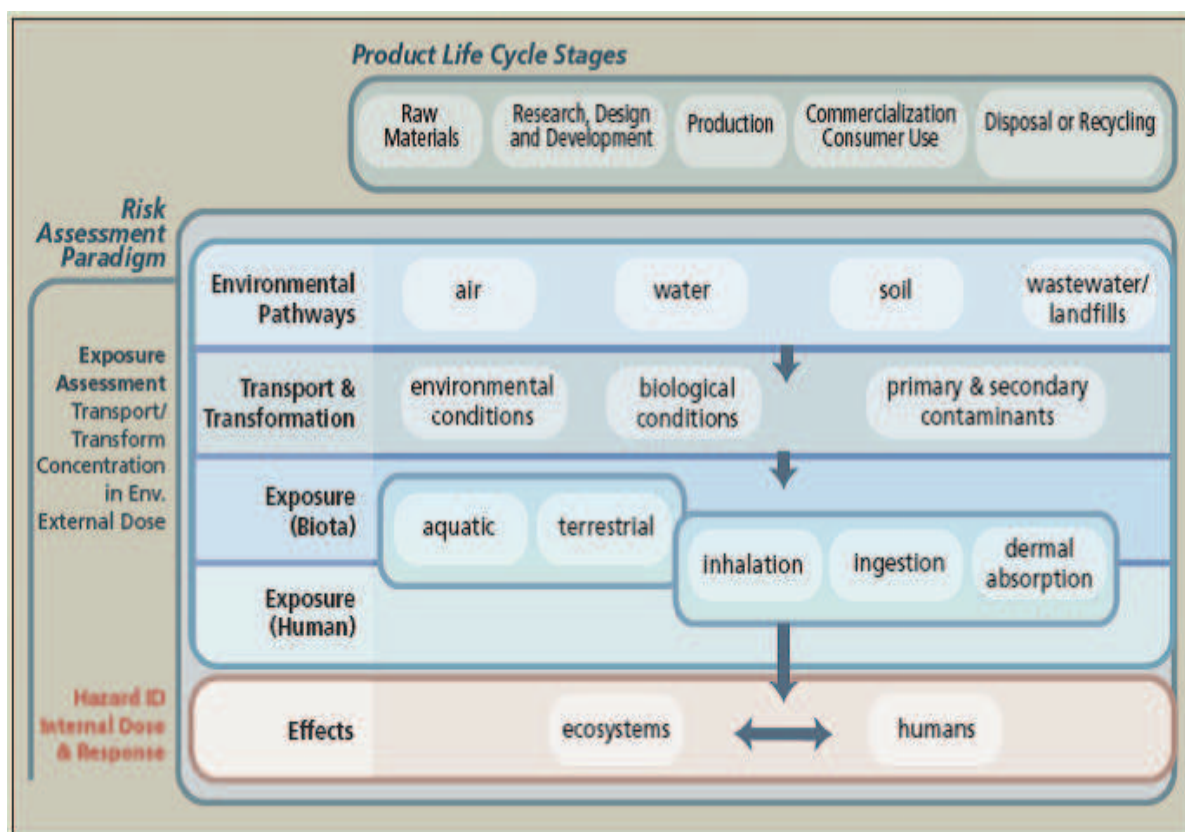 Product Life Cycle Stages
Raw
Materials
Research, Design
and Development
Production
Commercialization
Consumer Use
Disposal or Recycling
Risk
Assessment
Paradigm
Environmental
Pathways
air
water
soil
wastewater/
landfills
Exposure
Assessment
Transport/
Transform
Concentration
in Env.
External Dose
Transport &
Transformation
environmental
conditions
biological
conditions
primary & secondary
contaminants
Exposure
(Biota)
aquatic
terrestrial
inhalation
ingestion
dermal
absorption
Exposure
(Human)
Hazard ID
Internal Dose
& Response
Effects
ecosystems
humans